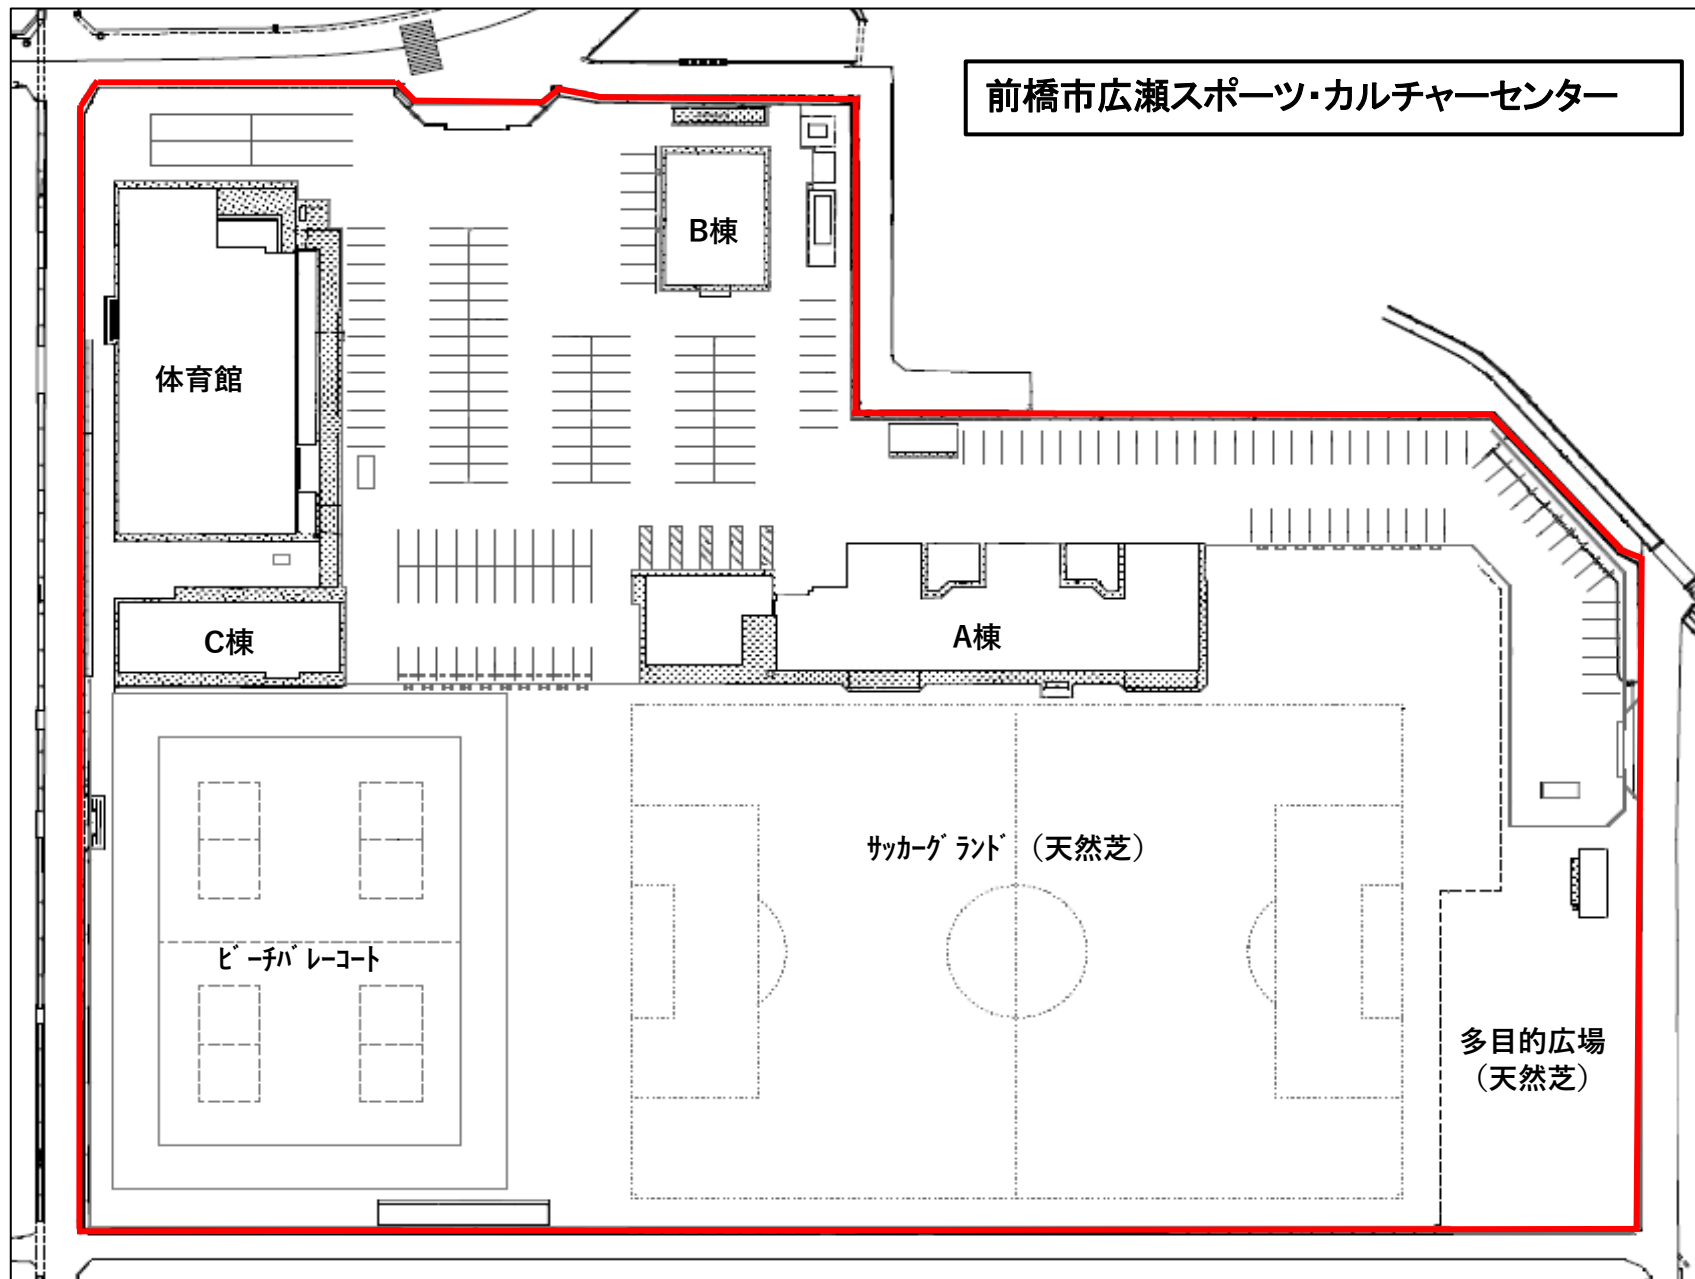 前橋市広瀬スポーツ・カルチャーセンター
B棟
体育館
C棟
A棟
ｻｯｶｰｸﾞﾗﾝﾄﾞ（天然芝）
ﾋﾞｰﾁﾊﾞﾚｰｺｰﾄ
多目的広場
（天然芝）